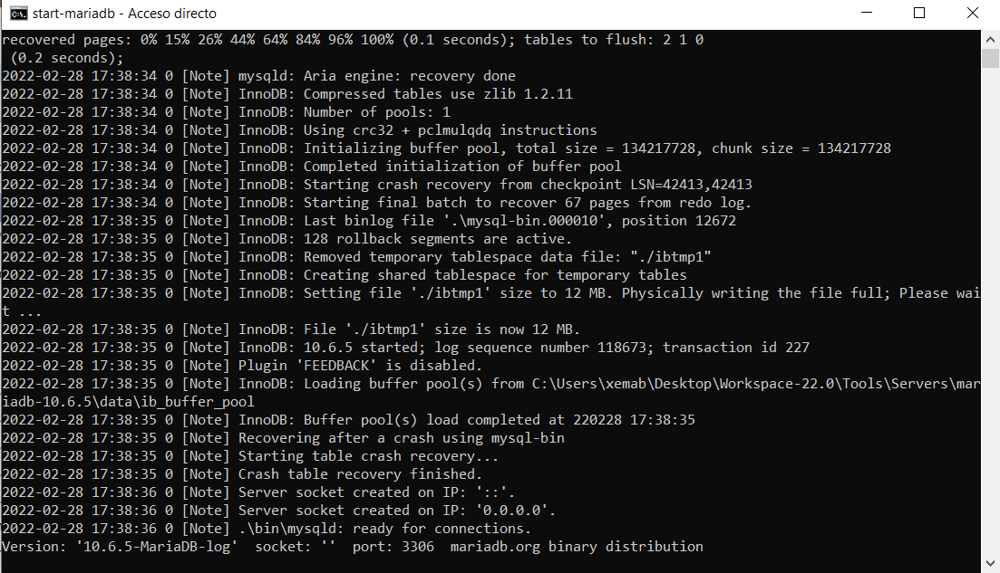 start-mariadb - Acceso directo
recovered pages: 0% 15% 26% 44% 64% 84% 96% 100% (0.1 seconds); tables to flush: 2 1 0
 (0.2 seconds);
2022-02-28 17:38:34 0 [Note] mysqld: Aria engine: recovery done
2022-02-28 17:38:34 0 [Note] InnoDB: Compressed tables use zlib 1.2.11
2022-02-28 17:38:34 0 [Note] InnoDB: Number of pools: 1
2022-02-28 17:38:34 0 [Note] InnoDB: Using crc32 + pclmulqdq instructions
2022-02-28 17:38:34 0 [Note] InnoDB: Initializing buffer pool, total size = 134217728, chunk size = 134217728
2022-02-28 17:38:34 0 [Note] InnoDB: Completed initialization of buffer pool
2022-02-28 17:38:34 0 [Note] InnoDB: Starting crash recovery from checkpoint LSN=42413,42413
2022-02-28 17:38:34 0 [Note] InnoDB: Starting final batch to recover 67 pages from redo log.
2022-02-28 17:38:35 0 [Note] InnoDB: Last binlog file '.\mysql-bin.000010', position 12672
2022-02-28 17:38:35 0 [Note] InnoDB: 128 rollback segments are active.
2022-02-28 17:38:35 0 [Note] InnoDB: Removed temporary tablespace data file: "./ibtmp1"
2022-02-28 17:38:35 0 [Note] InnoDB: Creating shared tablespace for temporary tables
2022-02-28 17:38:35 0 [Note] InnoDB: Setting file './ibtmp1' size to 12 MB. Physically writing the file full; Please wai
t ...
2022-02-28 17:38:35 0 [Note] InnoDB: File './ibtmp1' size is now 12 MB.
2022-02-28 17:38:35 0 [Note] InnoDB: 10.6.5 started; log sequence number 118673; transaction id 227
2022-02-28 17:38:35 0 [Note] Plugin 'FEEDBACK' is disabled.
2022-02-28 17:38:35 0 [Note] InnoDB: Loading buffer pool(s) from C:\Users\xemab\Desktop\Workspace-22.0\Tools\Servers\mar
iadb-10.6.5\data\ib_buffer_pool
2022-02-28 17:38:35 0 [Note] InnoDB: Buffer pool(s) load completed at 220228 17:38:35
2022-02-28 17:38:35 0 [Note] Recovering after a crash using mysql-bin
2022-02-28 17:38:35 0 [Note] Starting table crash recovery...
2022-02-28 17:38:35 0 [Note] Crash table recovery finished.
2022-02-28 17:38:36 0 [Note] Server socket created on IP: '::'.
2022-02-28 17:38:36 0 [Note] Server socket created on IP: '0.0.0.0'.
2022-02-28 17:38:36 0 [Note] .\bin\mysqld: ready for connections.
Version: '10.6.5-MariaDB-log'  socket: ''  port: 3306  mariadb.org binary distribution